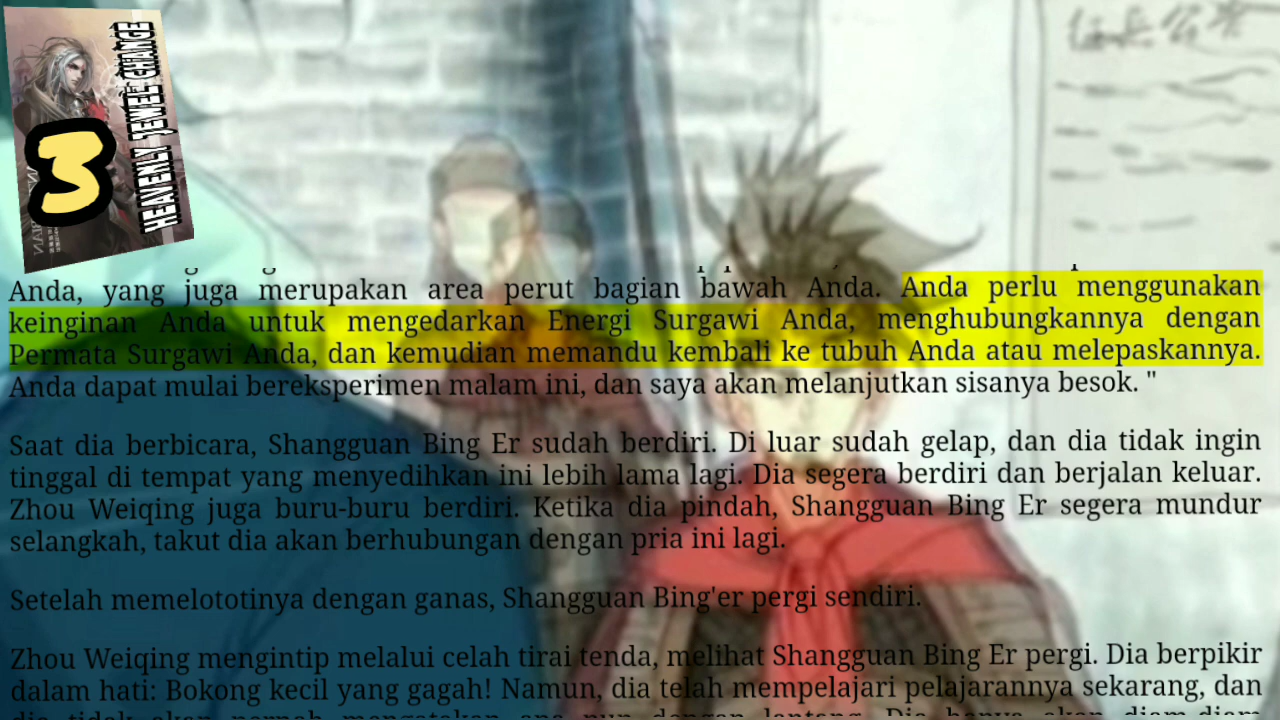 HEAVENLY JEWEL CHANGE
3
Anda, yang juga merupakan area perut bagian bawah Anda. Anda perlu menggunakan
keinginan Anda untuk mengedarkan Energi Surgawi Anda, menghubungkannya dengan
Permata Surgawi Anda, dan kemudian memandu kembali ke tubuh Anda atau melepaskannya.
Anda dapat mulai bereksperimen malam ini, dan saya akan melanjutkan sisanya besok. "
Saat dia berbicara, Shangguan Bing Er sudah berdiri. Di luar sudah gelap, dan dia tidak ingin
tinggal di tempat yang menyedihkan ini lebih lama lagi. Dia segera berdiri dan berjalan keluar.
Zhou Weiqing juga buru-buru berdiri. Ketika dia pindah, Shangguan Bing Er segera mundur
selangkah, takut dia akan berhubungan dengan pria ini lagi.
Setelah memelototinya dengan ganas, Shangguan Bing'er pergi sendiri.
Zhou Weiqing mengintip melalui celah tirai tenda, melihat Shangguan Bing Er pergi. Dia berpikir
dalam hati: Bokong kecil yang gagah! Namun, dia telah mempelajari pelajarannya sekarang, dan